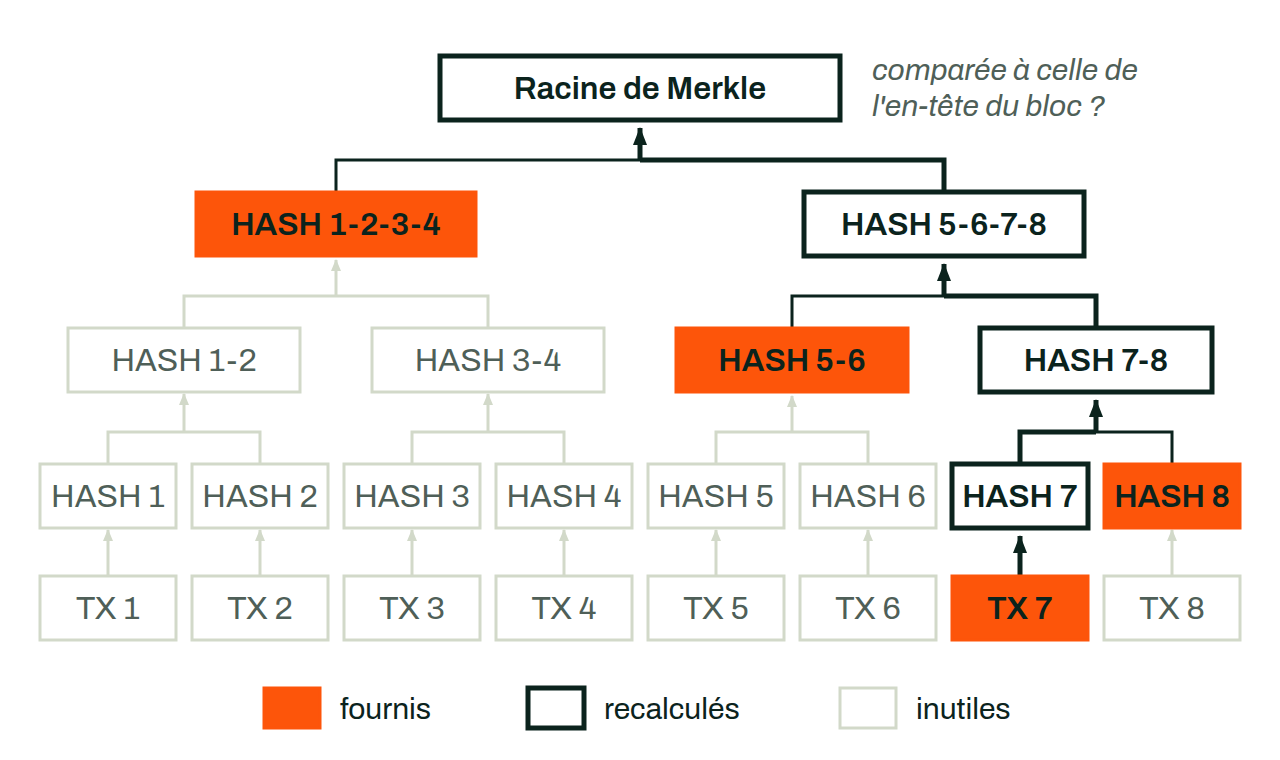 Racine de Merkle
comparée à celle de
l'en-tête du bloc ?
HASH 1-2-3-4
HASH 5-6-7-8
HASH 1-2
HASH 3-4
HASH 5-6
HASH 7-8
HASH 1
HASH 2
HASH 3
HASH 4
HASH 5
HASH 6
HASH 7
HASH 8
TX 1
TX 2
TX 3
TX 4
TX 5
TX 6
TX 7
TX 8
fournis
recalculés
inutiles